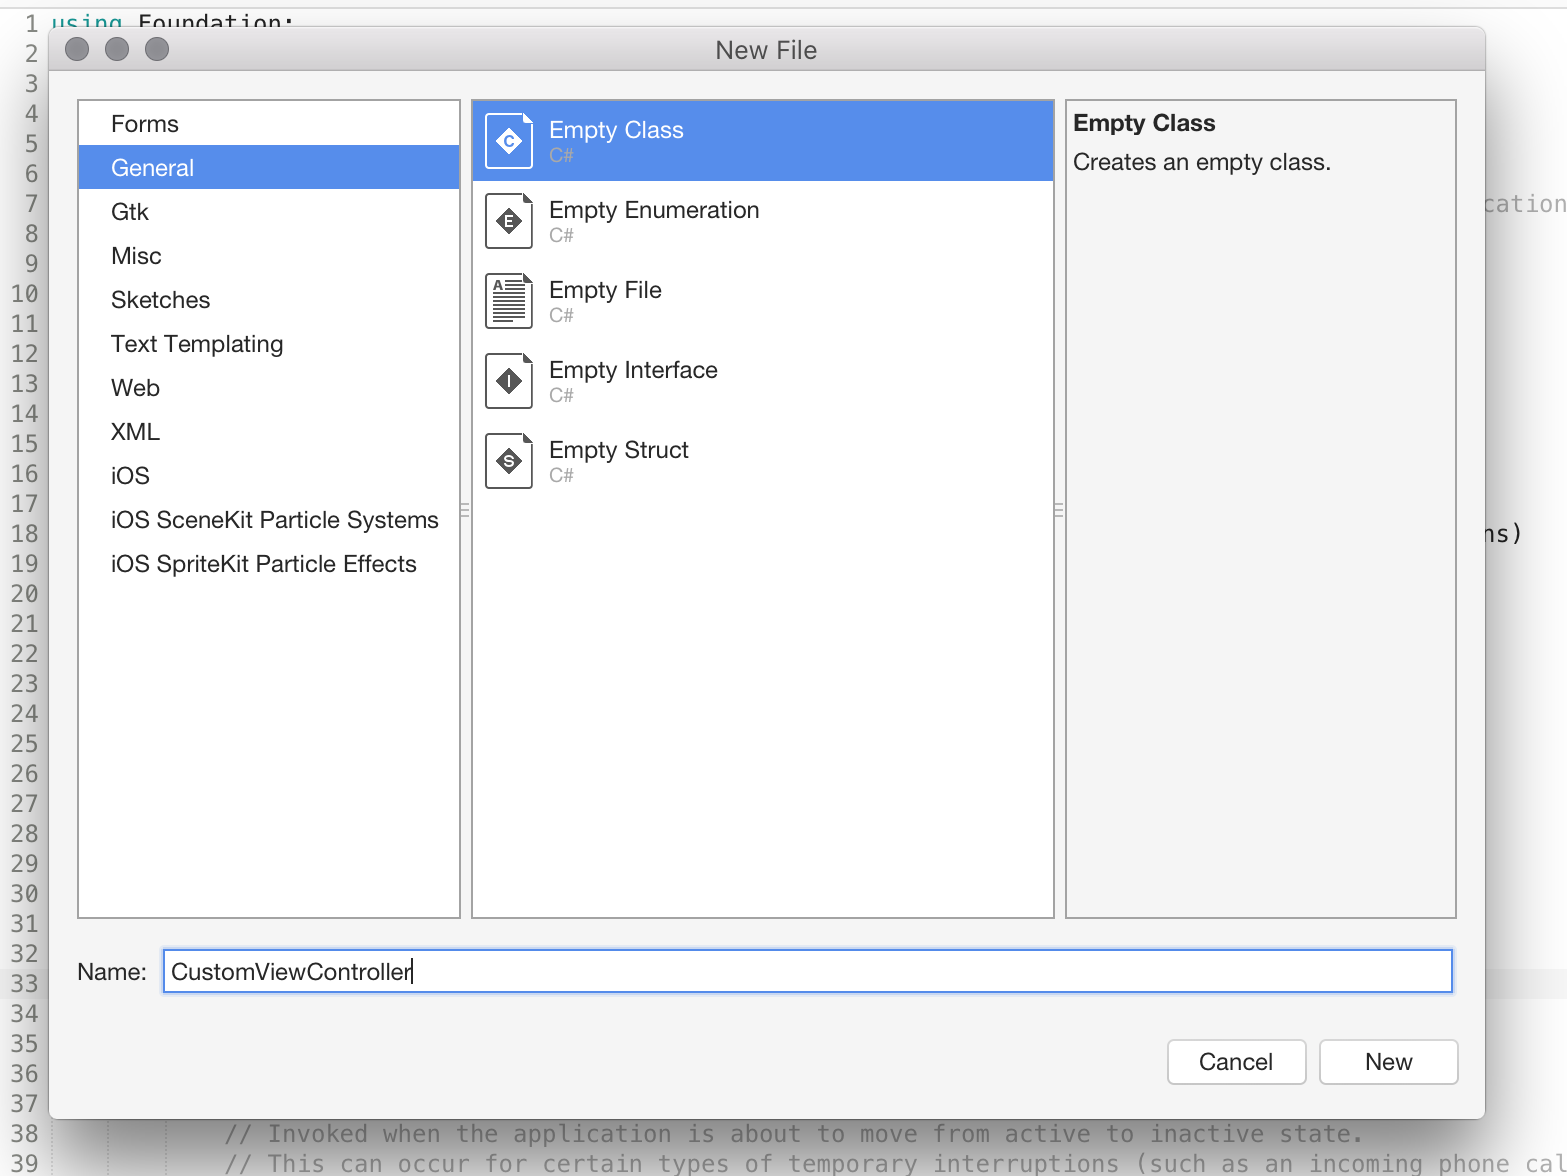 1 using Foundation;
2
3
4
5
6
7
8
9
10
11
12
13
14
15
16
17
18
19
20
21
22
23
24
25
26
27
28
29
30
31
32
33
34
35
36
37
New File
Forms
General
Gtk
Misc
Sketches
Text Templating
Web
XML
iOS
iOS SceneKit Particle Systems
iOS SpriteKit Particle Effects
C
Empty Class
C#
E
Empty Enumeration
C#
A
Empty File
C#
I
Empty Interface
C#
S
Empty Struct
C#
Empty Class
Creates an empty class.
cation
ns)
Name: CustomViewController
Cancel New
38 // Invoked when the application is about to move from active to inactive state.
39 // This can occur for certain types of temporary interruptions (such as an incoming phone cal